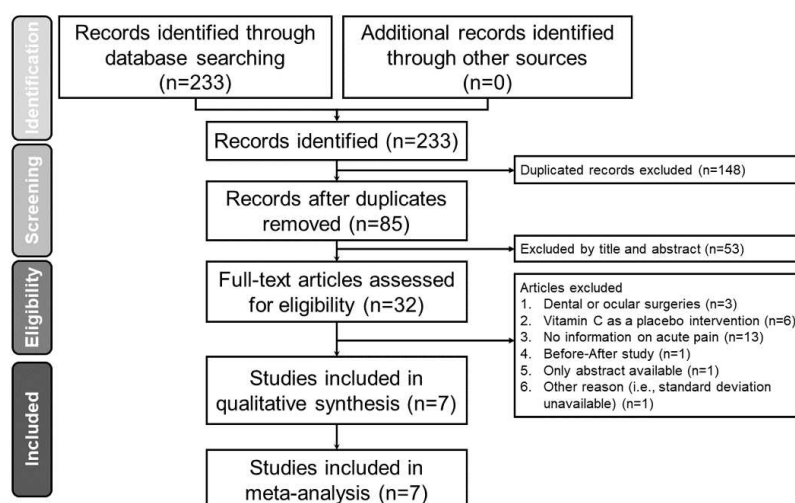 Identification
Records identified through
database searching
(n=233)
Additional records identified
through other sources
(n=0)
Records identified (n=233)
Screening
Duplicated records excluded (n=148)
Records after duplicates
removed (n=85)
Excluded by title and abstract (n=53)
Eligibility
Full-text articles assessed
for eligibility (n=32)
Articles excluded
1. Dental or ocular surgeries (n=3)
2. Vitamin C as a placebo intervention (n=6)
3. No information on acute pain (n=13)
4. Before-After study (n=1)
5. Only abstract available (n=1)
6. Other reason (i.e., standard deviation
unavailable) (n=1)
Included
Studies included in
qualitative synthesis (n=7)
Studies included in
meta-analysis (n=7)